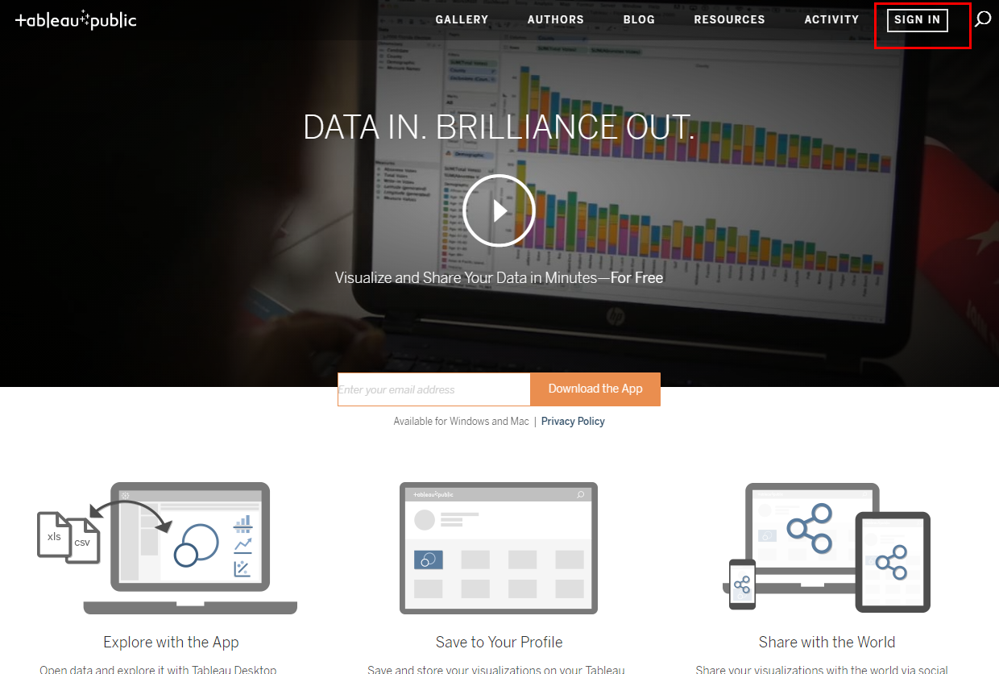 tableau public
GALLERY AUTHORS BLOG RESOURCES ACTIVITY SIGN IN
DATA IN. BRILLIANCE OUT.
Visualize and Share Your Data in Minutes—For Free
Enter your email address
Download the App
Available for Windows and Mac | Privacy Policy
xls
csv
tableau public
Explore with the App
Save to Your Profile
Share with the World
Open data and explore it with Tableau Desktop
Save and store your visualizations on your Tableau
Share your visualizations with the world via social